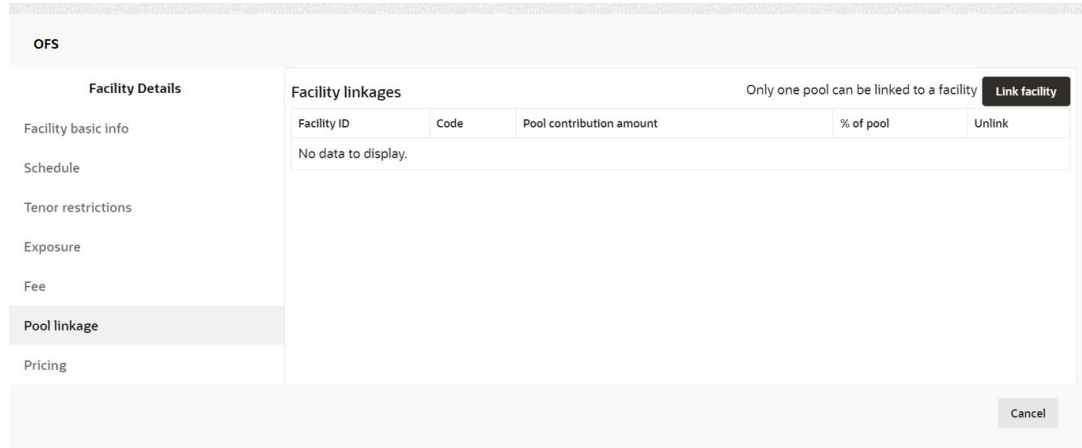 OFS
Facility Details
Facility basic info
Schedule
Tenor restrictions
Exposure
Fee
Pool linkage
Pricing
Facility linkages
Only one pool can be linked to a facility
Link facility
Facility ID Code Pool contribution amount % of pool Unlink
No data to display.
Cancel